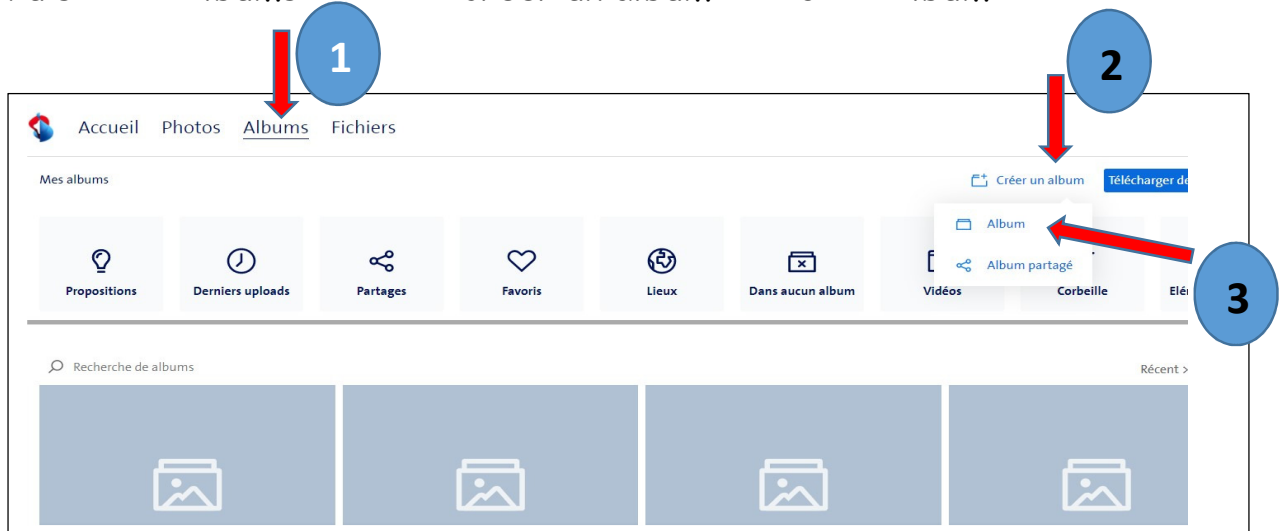 1
2
Accueil Photos Albums Fichiers
Mes albums
Créer un album
Télécharger de
Album
Album partagé
Propositions
Derniers uploads
Partages
Favoris
Lieux
Dans aucun album
Vidéos
Corbeille
3
Recherche de albums
Récent >